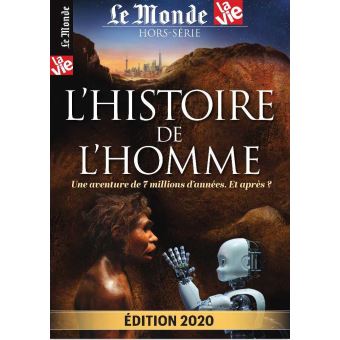 Le Monde
la vie
HORS-SÉRIE
Le Monde
la vie
L'HISTOIRE
DE
L'HOMME
Une aventure de 7 millions d'années. Et après ?
ÉDITION 2020